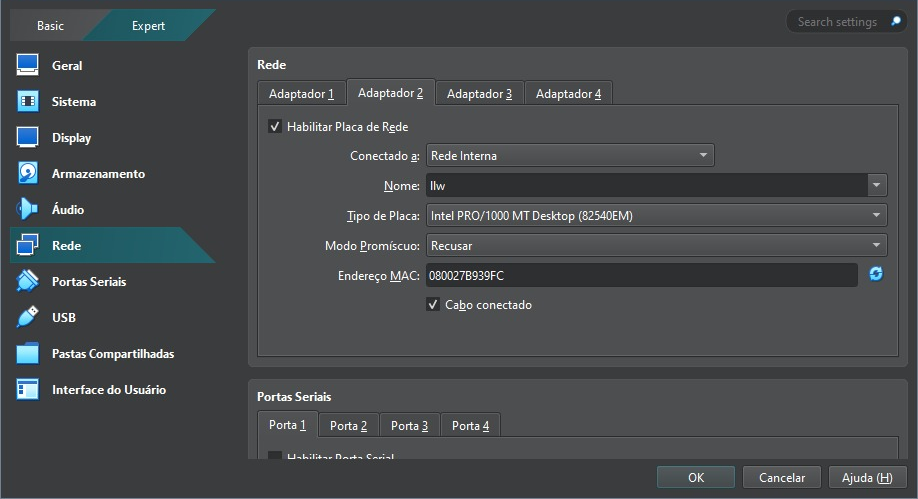 Basic Expert Search settings
Geral
Sistema
Display
Armazenamento
Áudio
Rede
Portas Seriais
USB
Pastas Compartilhadas
Interface do Usuário
Rede
Adaptador 1 Adaptador 2 Adaptador 3 Adaptador 4
Habilitar Placa de Rede
Conectado a: Rede Interna
Nome: llw
Tipo de Placa: Intel PRO/1000 MT Desktop (82540EM)
Modo Promíscuo: Recusar
Endereço MAC: 080027B939FC
Cabo conectado
Portas Seriais
Porta 1 Porta 2 Porta 3 Porta 4
Habilitar Porta Serial
OK Cancelar Ajuda (H)